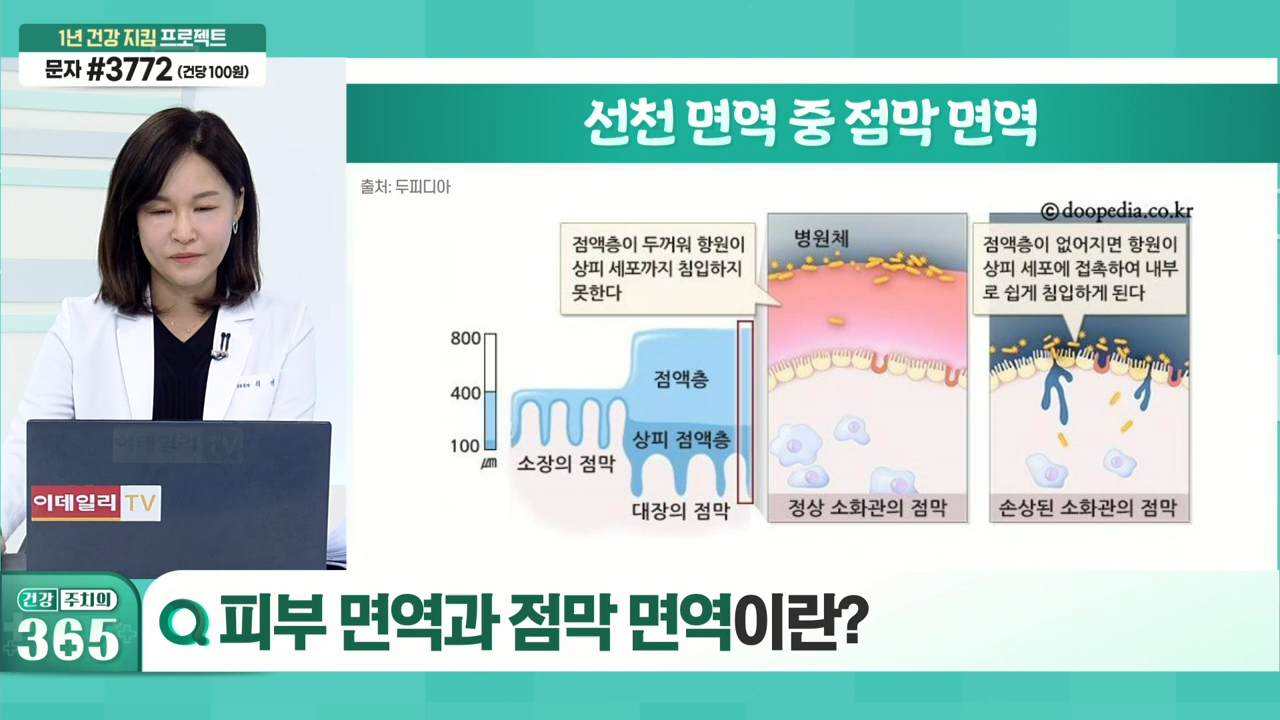 1년 건강 지킴 프로젝트
문자 #3772 (건당 100원)
선천 면역 중 점막 면역
출처: 두피디아
ⓒdoopedia.co.kr
점액층이 두꺼워 항원이
상피 세포까지 침입하지
못한다
병원체
점액층이 없어지면 항원이
상피 세포에 접촉하여 내부
로 쉽게 침입하게 된다
800
400
100
㎛
점액층
상피 점액층
소장의 점막
대장의 점막
정상 소화관의 점막
손상된 소화관의 점막
이데일리 TV
이데일리TV
건강 주치의
365
Q 피부 면역과 점막 면역이란?